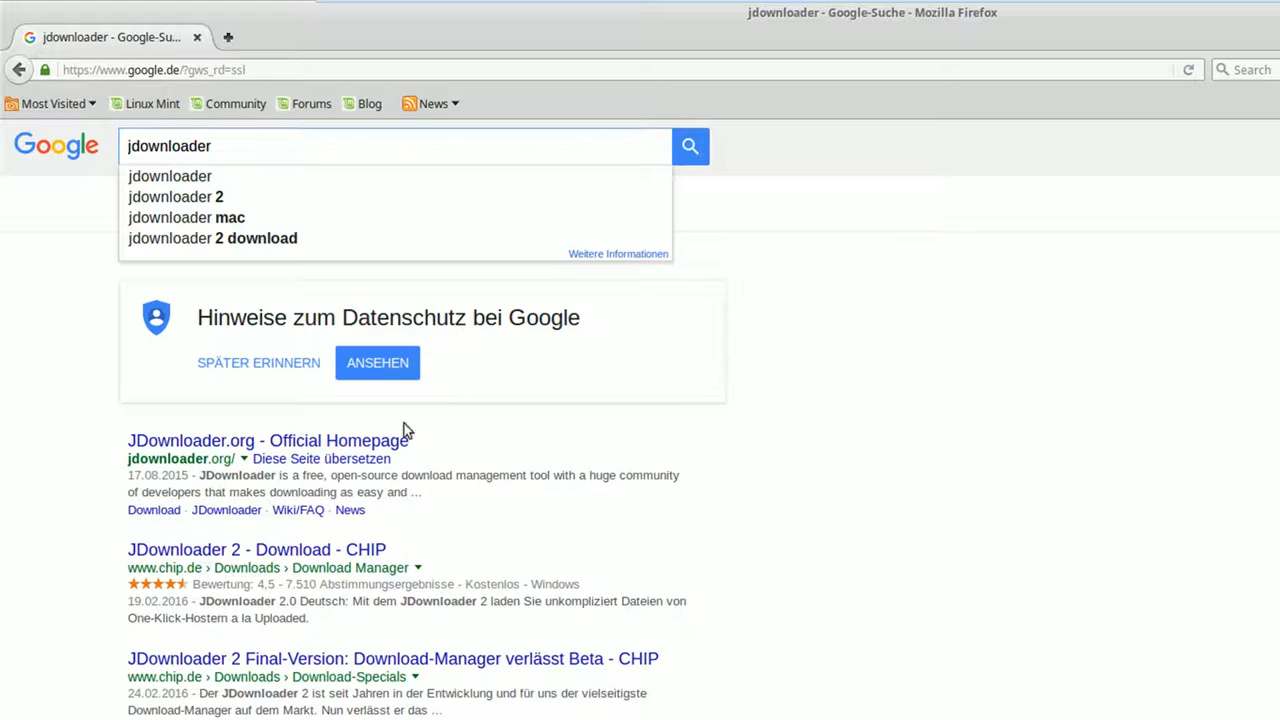 jdownloader - Google-Suche - Mozilla Firefox
jdownloader - Google-Su...
https://www.google.de/?gws_rd=ssl
Search
Most Visited
Linux Mint
Community
Forums
Blog
News
Google
jdownloader
jdownloader
jdownloader 2
jdownloader mac
jdownloader 2 download
Weitere Informationen
Hinweise zum Datenschutz bei Google
SPÄTER ERINNERN
ANSEHEN
JDownloader.org - Official Homepage
jdownloader.org/ Diese Seite übersetzen
17.08.2015 - JDownloader is a free, open-source download management tool with a huge community
of developers that makes downloading as easy and ...
Download · JDownloader · Wiki/FAQ · News
JDownloader 2 - Download - CHIP
www.chip.de › Downloads › Download Manager
Bewertung: 4,5 - 7.510 Abstimmungsergebnisse - Kostenlos - Windows
19.02.2016 - JDownloader 2.0 Deutsch: Mit dem JDownloader 2 laden Sie unkompliziert Dateien von
One-Klick-Hostern a la Uploaded.
JDownloader 2 Final-Version: Download-Manager verlässt Beta - CHIP
www.chip.de › Downloads › Download-Specials
24.02.2016 - Der JDownloader 2 ist seit Jahren in der Entwicklung und für uns der vielseitigste
Download-Manager auf dem Markt. Nun verlässt er das ...